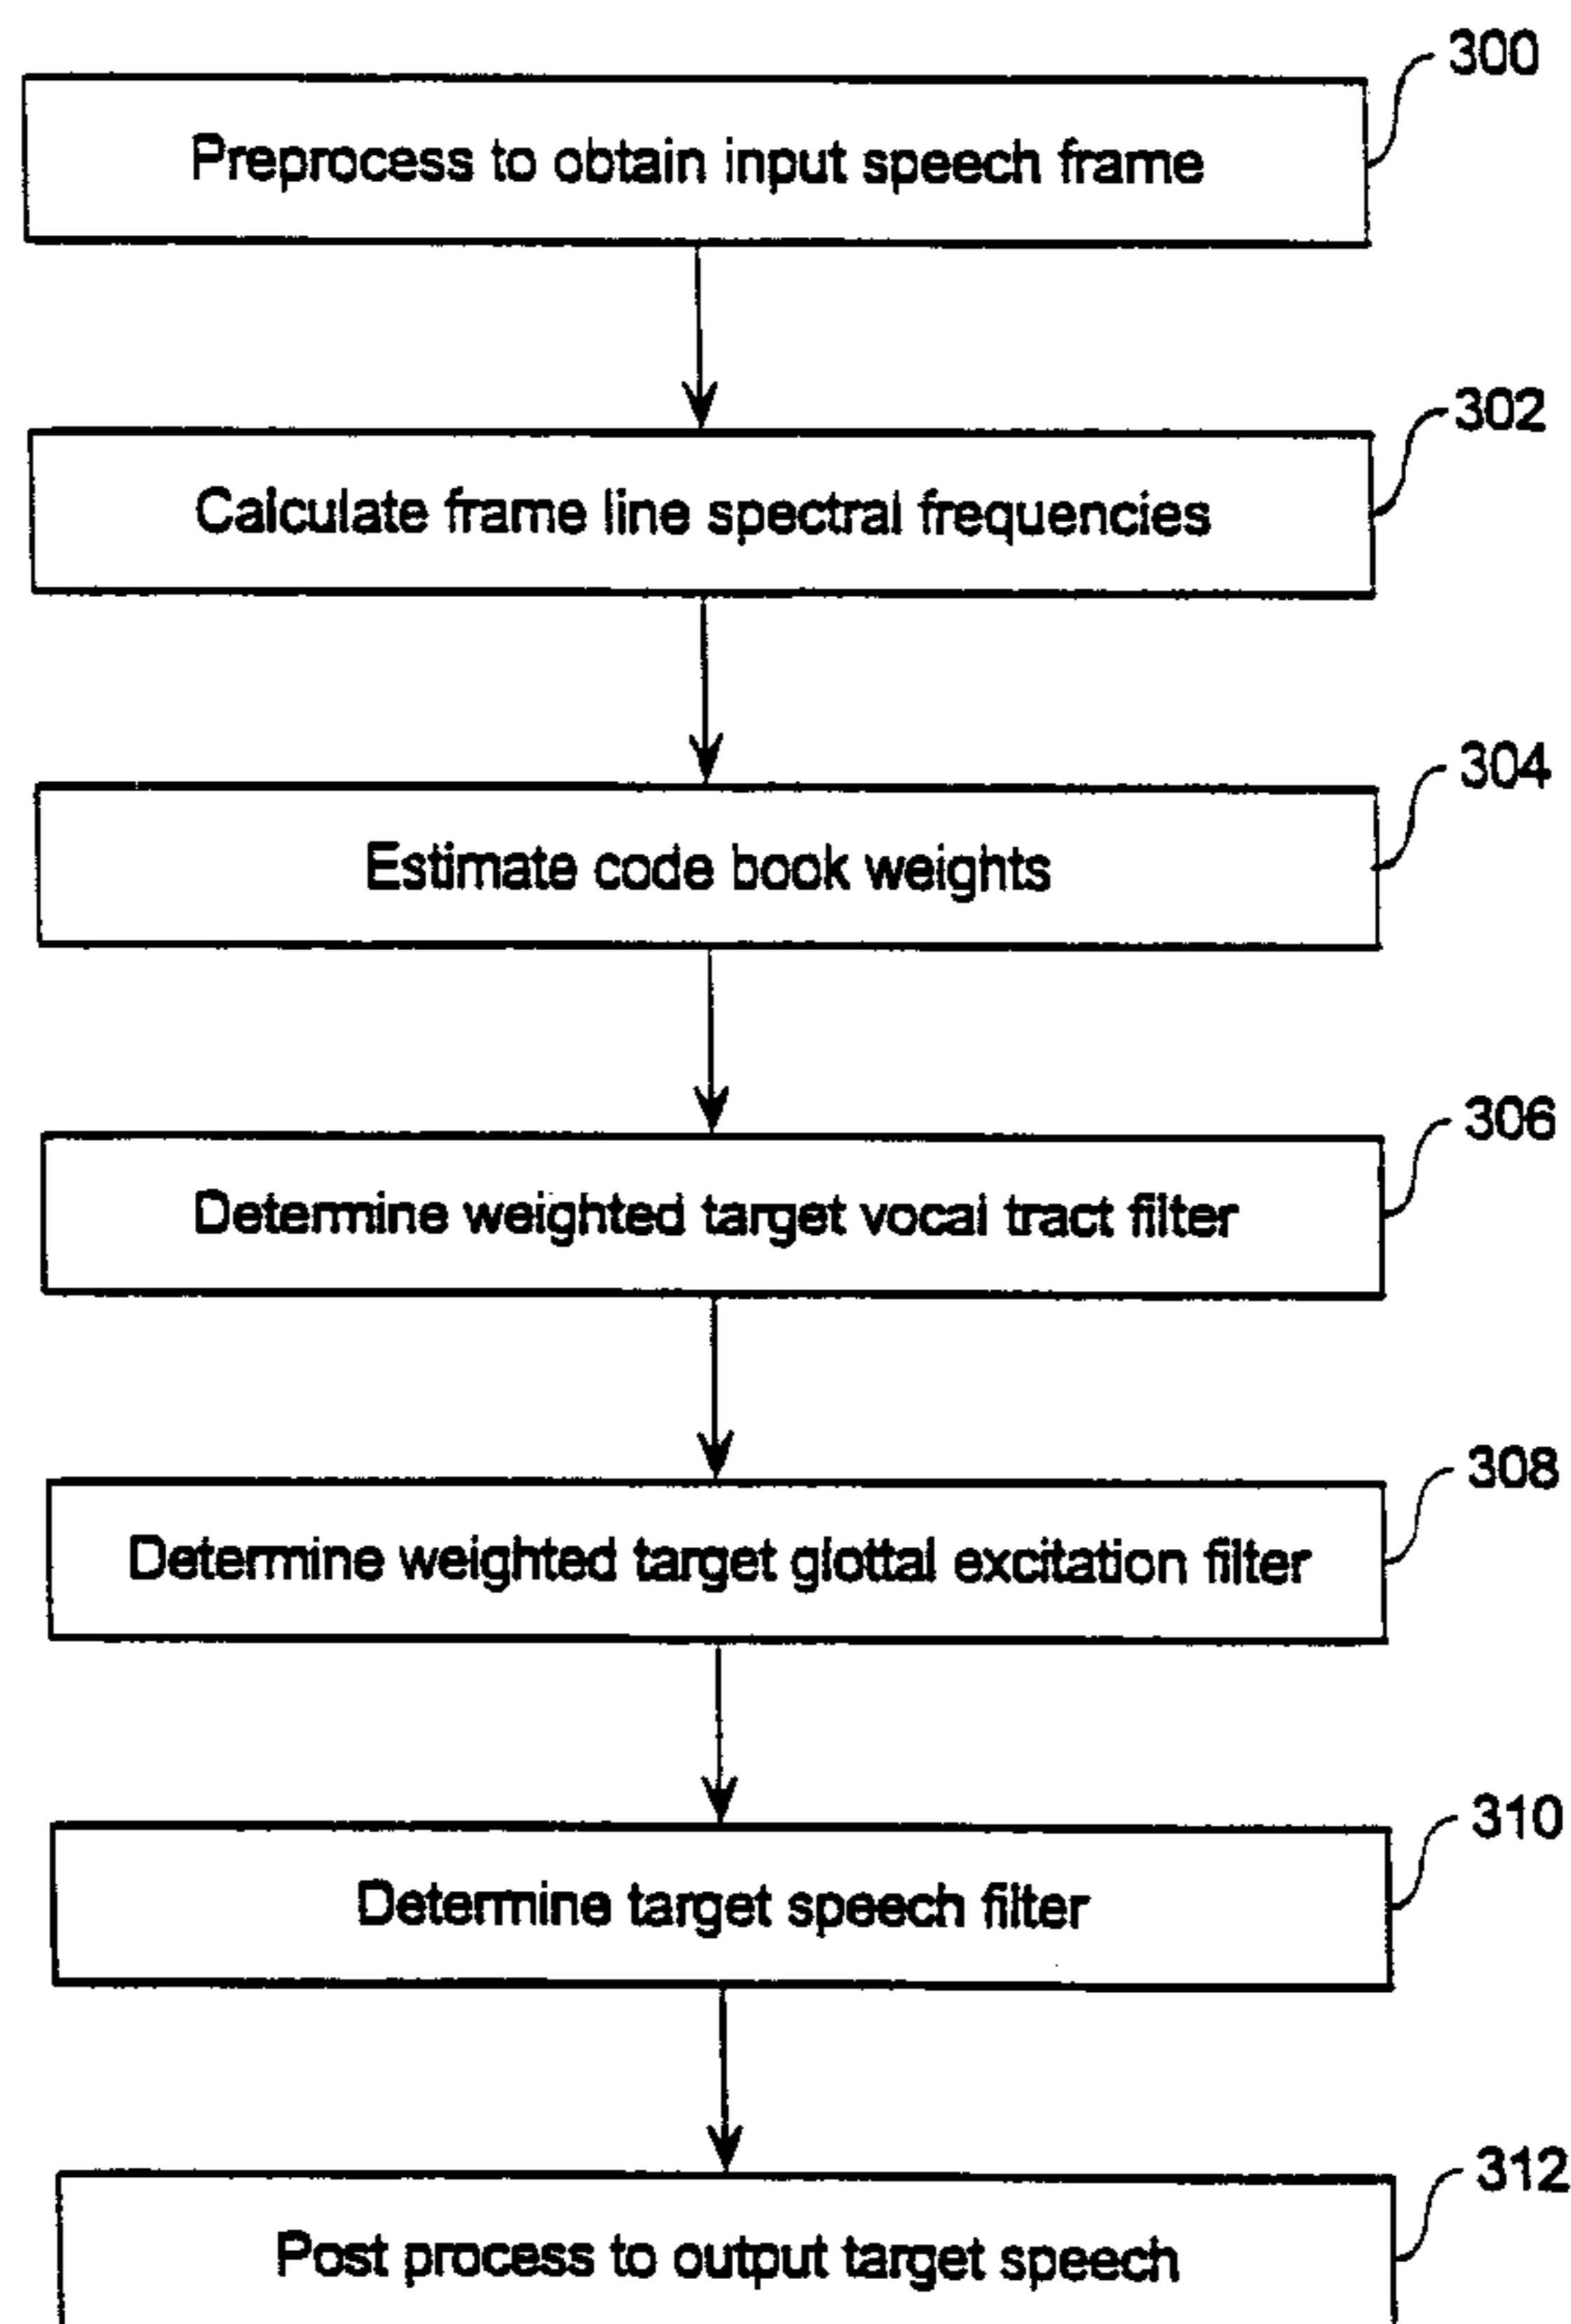 300
Preprocess to obtain input speech frame
302
Calculate frame line spectral frequencies
304
Estimate code book weights
306
Determine weighted target vocal tract filter
308
Determine weighted target glottal excitation filter
310
Determine target speech filter
312
Post process to output target speech